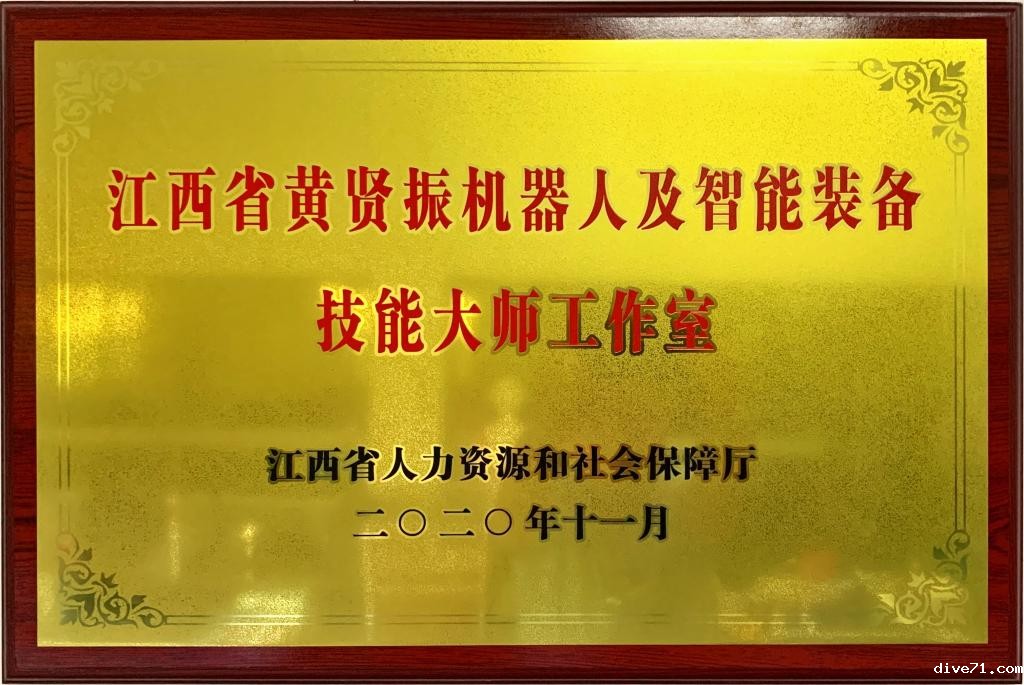 江西省黄贤振机器人及智能装备
技能大师工作室
江西省人力资源和社会保障厅
二〇二〇年十一月
dive71.com